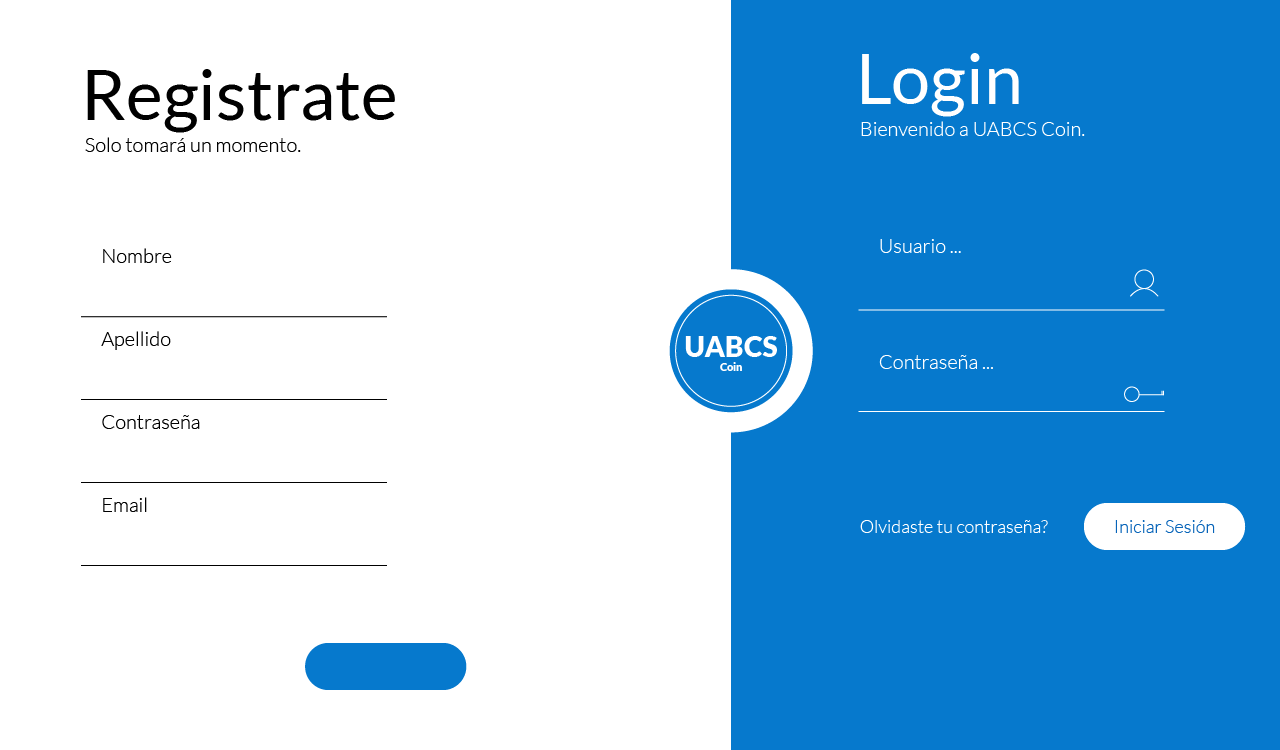 Registrate
Solo tomará un momento.
Nombre
Apellido
Contraseña
Email
UABCS
Coin
Login
Bienvenido a UABCS Coin.
Usuario ...
Contraseña ...
Olvidaste tu contraseña?
Iniciar Sesión